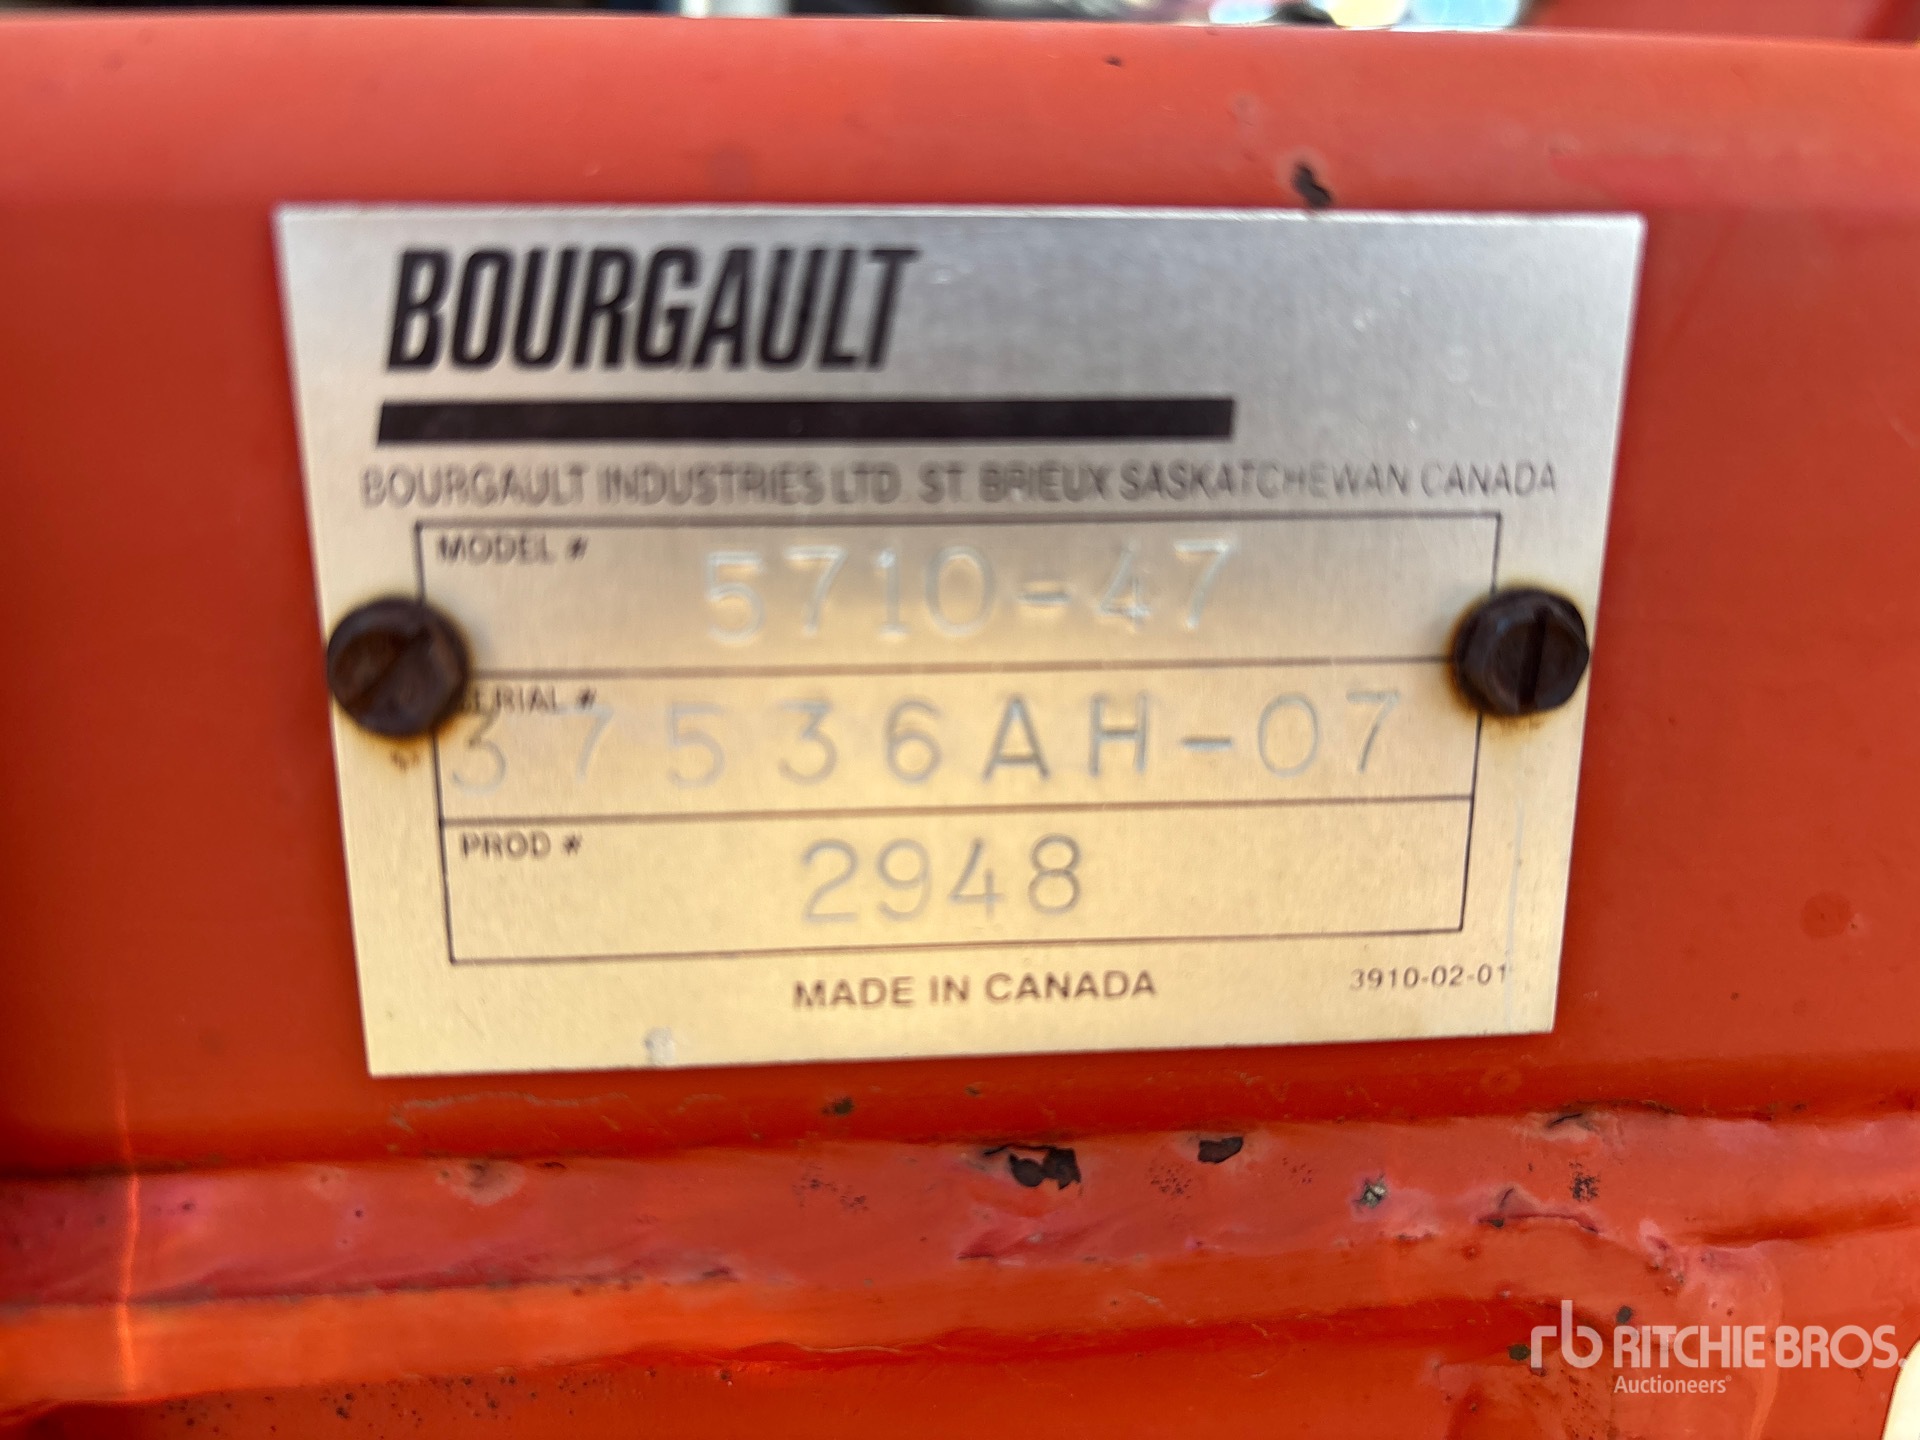 BOURGAULT
BOURGAULT INDUSTRIES LTD. ST. BRIEUX SASKATCHEWAN CANADA
MODEL # 5710-47
SERIAL # 37536AH-07
PROD # 2948
MADE IN CANADA 3910-02-01
rb RITCHIE BROS.
Auctioneers